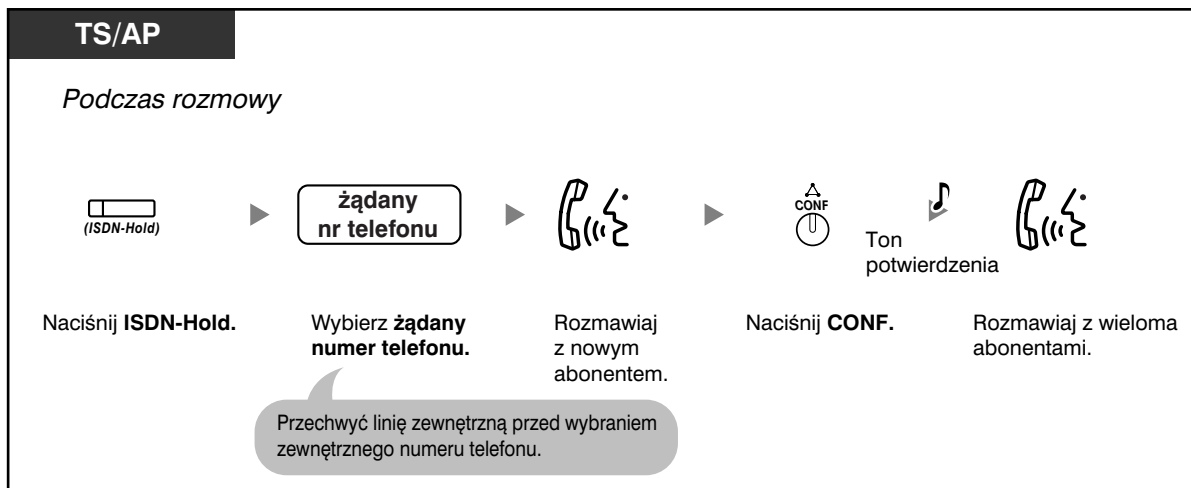 TS/AP
Podczas rozmowy
(ISDN-Hold)
żądany
nr telefonu
CONF
Ton
potwierdzenia
Naciśnij ISDN-Hold.
Wybierz żądany
numer telefonu.
Rozmawiaj
z nowym
abonentem.
Naciśnij CONF.
Rozmawiaj z wieloma
abonentami.
Przechwyć linię zewnętrzną przed wybraniem
zewnętrznego numeru telefonu.